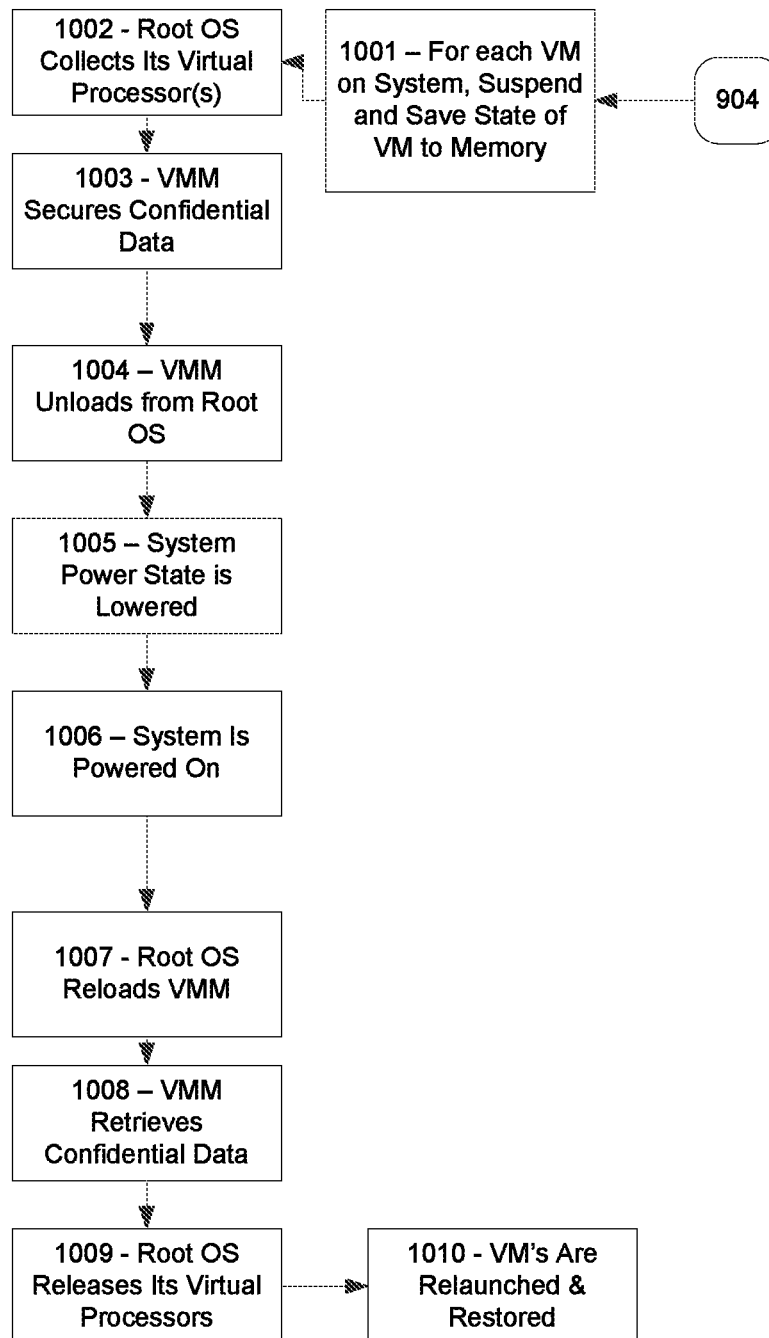 1002 - Root OS
Collects Its Virtual
Processor(s)
1001 – For each VM
on System, Suspend
and Save State of
VM to Memory
904
1003 - VMM
Secures Confidential
Data
1004 – VMM
Unloads from Root
OS
1005 – System
Power State is
Lowered
1006 – System Is
Powered On
1007 - Root OS
Reloads VMM
1008 – VMM
Retrieves
Confidential Data
1009 - Root OS
Releases Its Virtual
Processors
1010 - VM's Are
Relaunched &
Restored